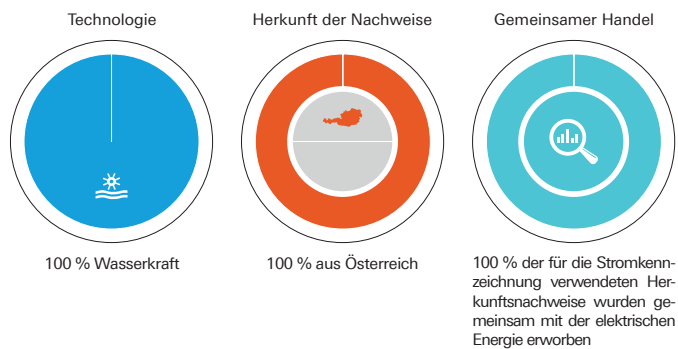 Technologie
Herkunft der Nachweise
Gemeinsamer Handel
100 % Wasserkraft
100 % aus Österreich
100 % der für die Stromkenn-
zeichnung verwendeten Her-
kunftsnachweise wurden ge-
meinsam mit der elektrischen
Energie erworben